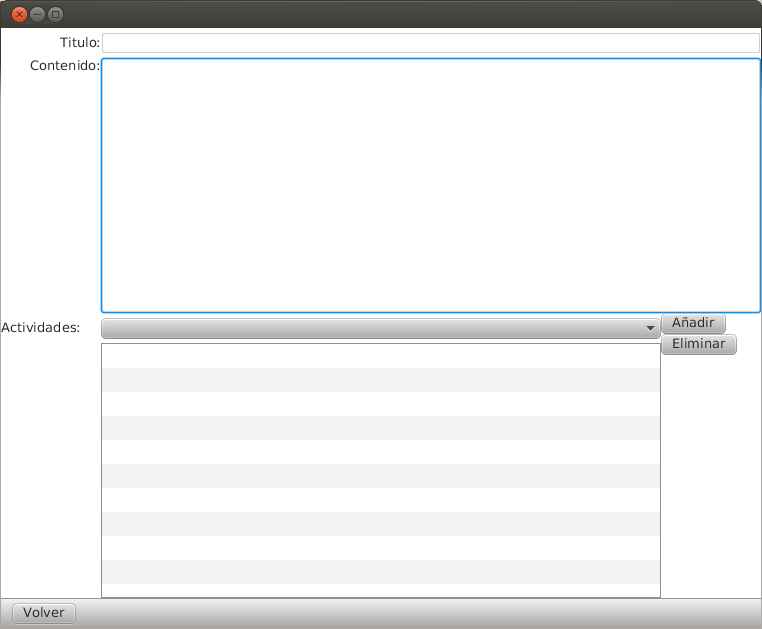 Titulo:
Contenido:
Actividades:
Añadir
Eliminar
Volver